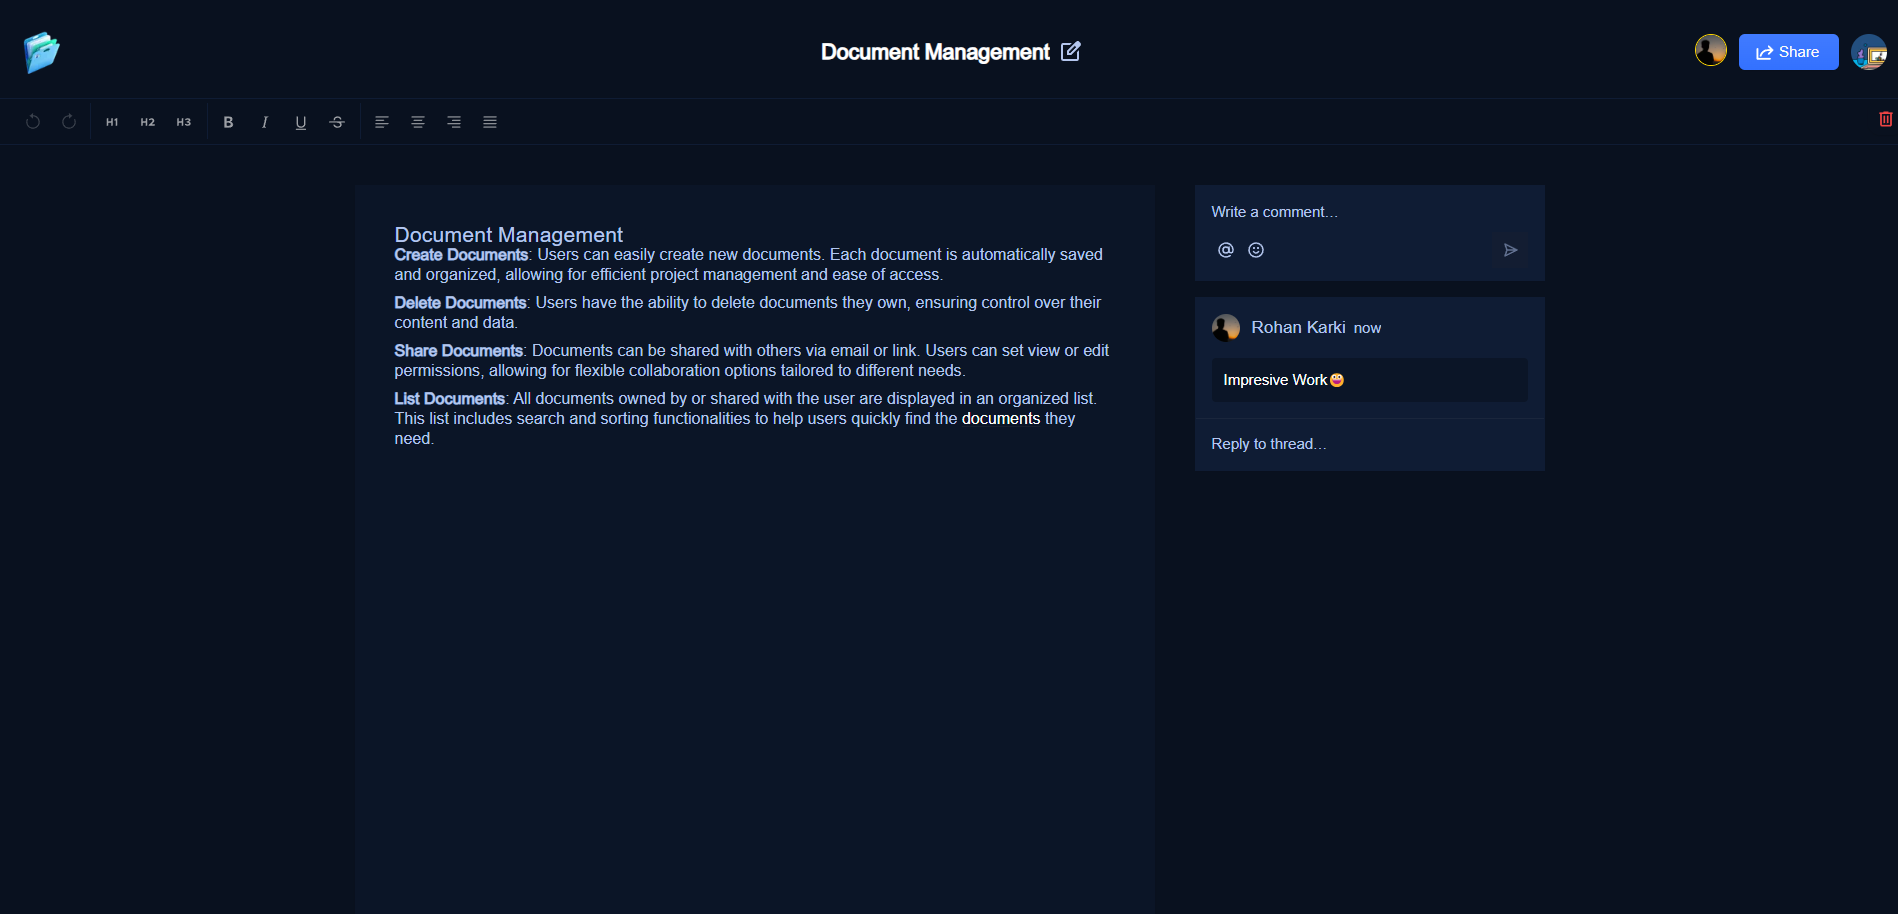 Document Management
Share
H1 H2 H3 B I U S
Document Management
Create Documents: Users can easily create new documents. Each document is automatically saved
and organized, allowing for efficient project management and ease of access.
Delete Documents: Users have the ability to delete documents they own, ensuring control over their
content and data.
Share Documents: Documents can be shared with others via email or link. Users can set view or edit
permissions, allowing for flexible collaboration options tailored to different needs.
List Documents: All documents owned by or shared with the user are displayed in an organized list.
This list includes search and sorting functionalities to help users quickly find the documents they
need.
Write a comment…
@
Rohan Karki now
Impresive Work😀
Reply to thread…